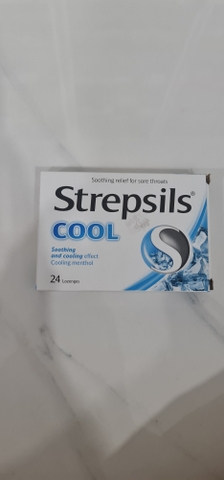 Soothing relief for sore throats
Strepsils®
COOL
Soothing
and cooling effect
Cooling menthol
24 Lozenges